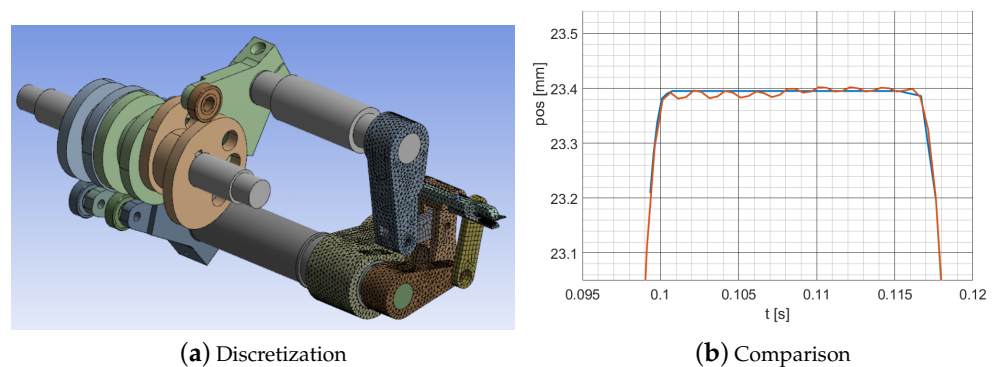 23.5
23.4
23.3
23.2
23.1
pos [mm]
0.095 0.1 0.105 0.11 0.115 0.12
t [s]
(a) Discretization
(b) Comparison